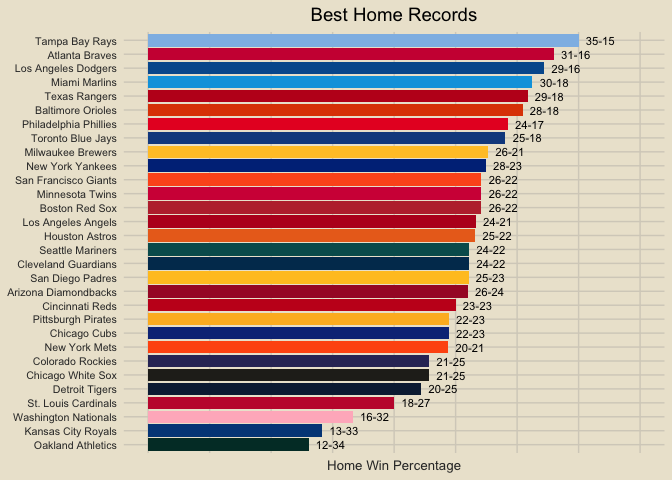 Best Home Records
Tampa Bay Rays 35-15
Atlanta Braves 31-16
Los Angeles Dodgers 29-16
Miami Marlins 30-18
Texas Rangers 29-18
Baltimore Orioles 28-18
Philadelphia Phillies 24-17
Toronto Blue Jays 25-18
Milwaukee Brewers 26-21
New York Yankees 28-23
San Francisco Giants 26-22
Minnesota Twins 26-22
Boston Red Sox 26-22
Los Angeles Angels 24-21
Houston Astros 25-22
Seattle Mariners 24-22
Cleveland Guardians 24-22
San Diego Padres 25-23
Arizona Diamondbacks 26-24
Cincinnati Reds 23-23
Pittsburgh Pirates 22-23
Chicago Cubs 22-23
New York Mets 20-21
Colorado Rockies 21-25
Chicago White Sox 21-25
Detroit Tigers 20-25
St. Louis Cardinals 18-27
Washington Nationals 16-32
Kansas City Royals 13-33
Oakland Athletics 12-34
Home Win Percentage